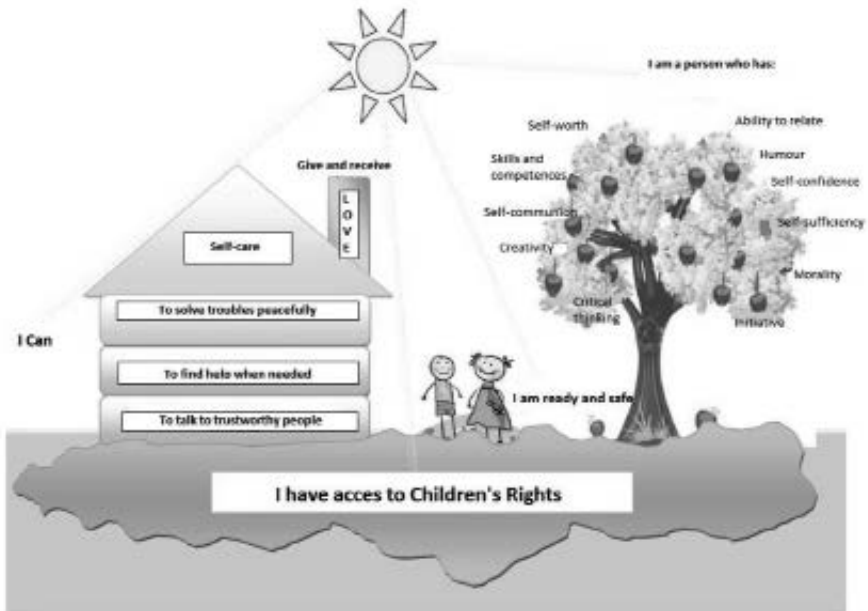 I am a person who has:
Self-worth
Ability to relate
Skills and
competences
Humour
Self-confidence
Self-communion
Self-sufficiency
Creativity
Morality
Critical
thinking
Initiative
Give and receive
L
O
V
E
Self-care
I Can
To solve troubles peacefully
To find help when needed
To talk to trustworthy people
I am ready and safe
I have acces to Children's Rights